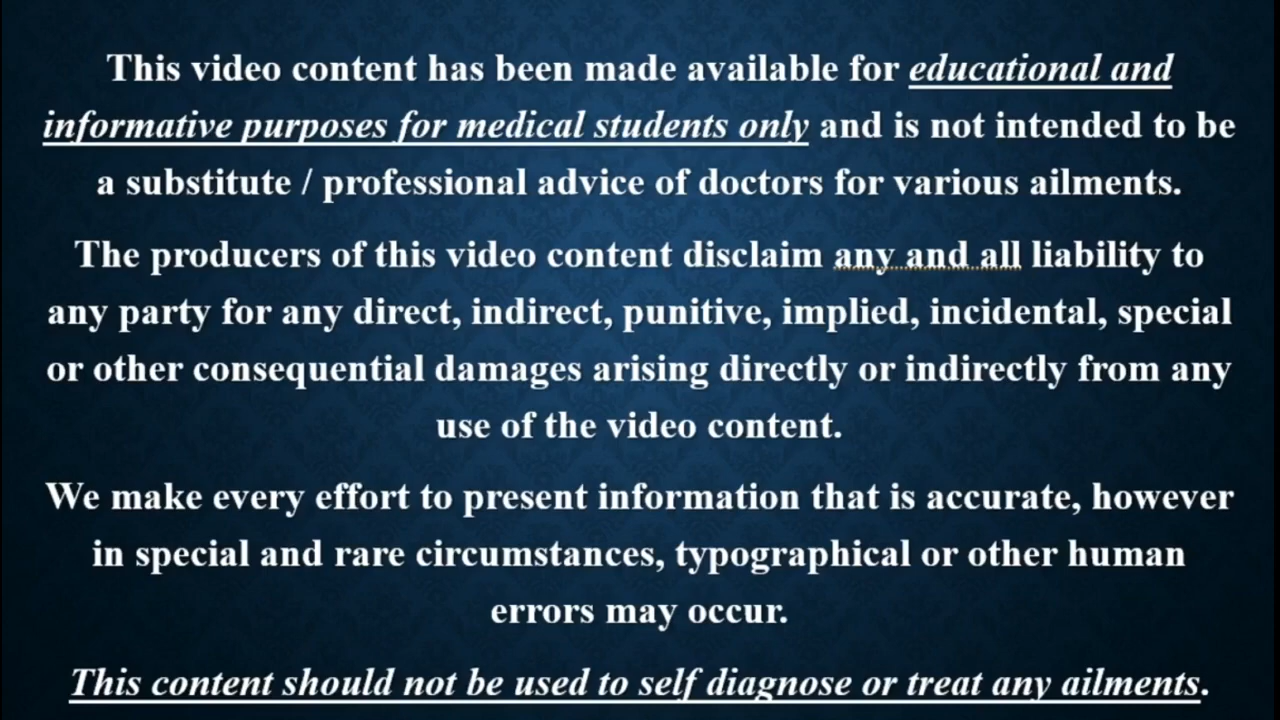 This video content has been made available for educational and
informative purposes for medical students only and is not intended to be
a substitute / professional advice of doctors for various ailments.
The producers of this video content disclaim any and all liability to
any party for any direct, indirect, punitive, implied, incidental, special
or other consequential damages arising directly or indirectly from any
use of the video content.
We make every effort to present information that is accurate, however
in special and rare circumstances, typographical or other human
errors may occur.
This content should not be used to self diagnose or treat any ailments.